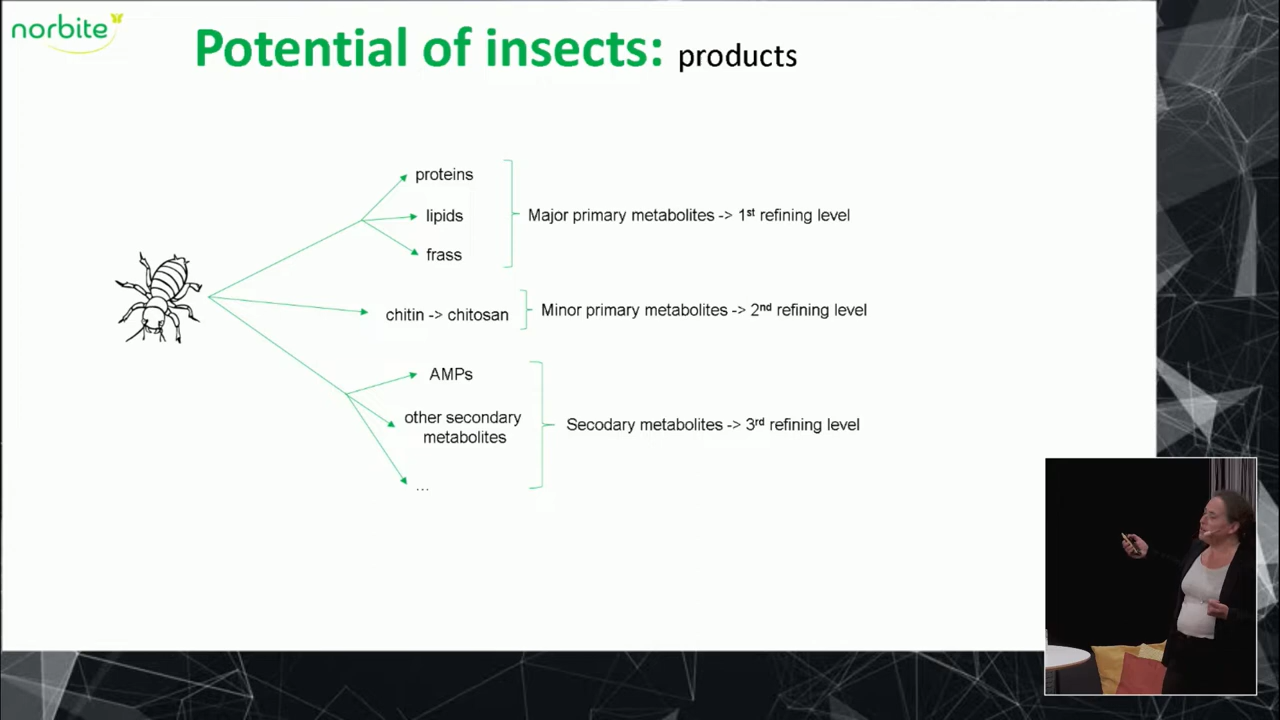 norbite
Potential of insects: products
proteins
lipids
frass
Major primary metabolites -> 1st refining level
chitin -> chitosan
Minor primary metabolites -> 2nd refining level
AMPs
other secondary
metabolites
...
Secodary metabolites -> 3rd refining level